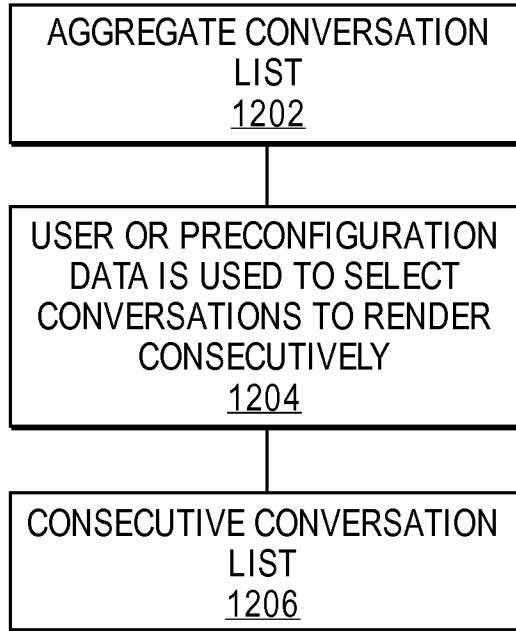 AGGREGATE CONVERSATION
LIST
1202
USER OR PRECONFIGURATION
DATA IS USED TO SELECT
CONVERSATIONS TO RENDER
CONSECUTIVELY
1204
CONSECUTIVE CONVERSATION
LIST
1206